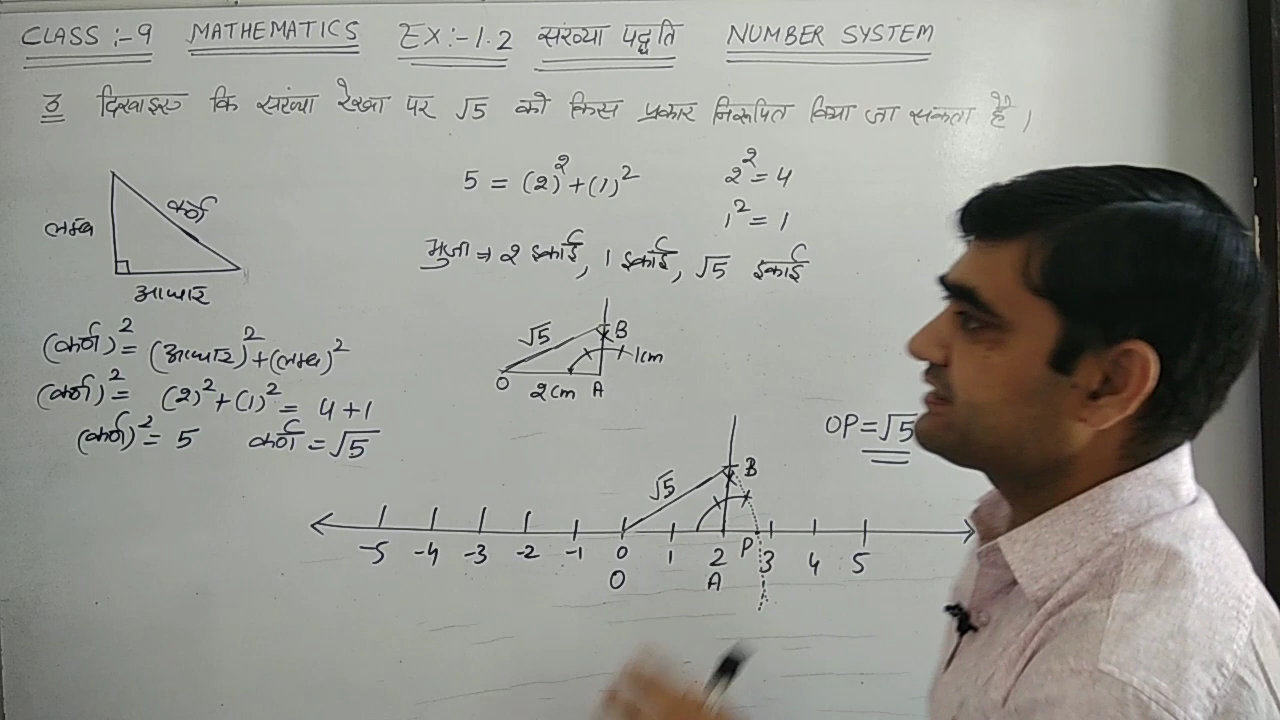 CLASS :- 9 MATHEMATICS EX:-1.2 संख्या पद्धति NUMBER SYSTEM
3 दिखाइए कि संख्या रेखा पर √5 को किस प्रकार निरूपित किया जा सकता है।
5 = (2)² + (1)²
2² = 4
1² = 1
भुजा → 2 इकाई, 1 इकाई, √5 इकाई
लम्ब
कर्ण
आधार
(कर्ण)² = (आधार)² + (लम्ब)²
(कर्ण)² = (2)² + (1)² = 4 + 1
(कर्ण)² = 5 कर्ण = √5
√5 B
1cm
O 2cm A
OP = √5
√5 B
-5 -4 -3 -2 -1 0 1 2 P 3 4 5
O A